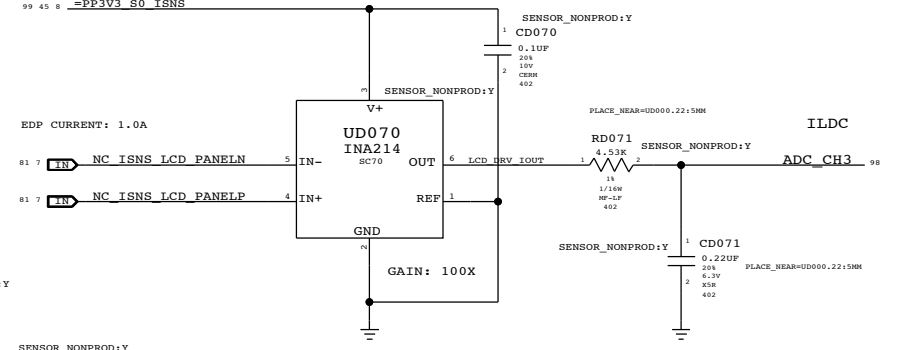 99 45 8 =PP3V3_S0_ISNS
SENSOR_NONPROD:Y
1 CD070
0.1UF
20%
10V
2 CERM
402
3 SENSOR_NONPROD:Y
V+
PLACE_NEAR=UD000.22:5MM
EDP CURRENT: 1.0A
UD070
INA214
SC70
RD071
4.53K
SENSOR_NONPROD:Y
ILDC
81 7 IN NC_ISNS_LCD_PANELN 5 IN- OUT 6 LCD_DRV_IOUT 1 2 ADC_CH3 98
1%
1/16W
MF-LF
402
81 7 IN NC_ISNS_LCD_PANELP 4 IN+ REF 1
GND
2
GAIN: 100X
SENSOR_NONPROD:Y
1 CD071
0.22UF
20%
6.3V
2 X5R
402
PLACE_NEAR=UD000.22:5MM
:Y
SENSOR_NONPROD:Y